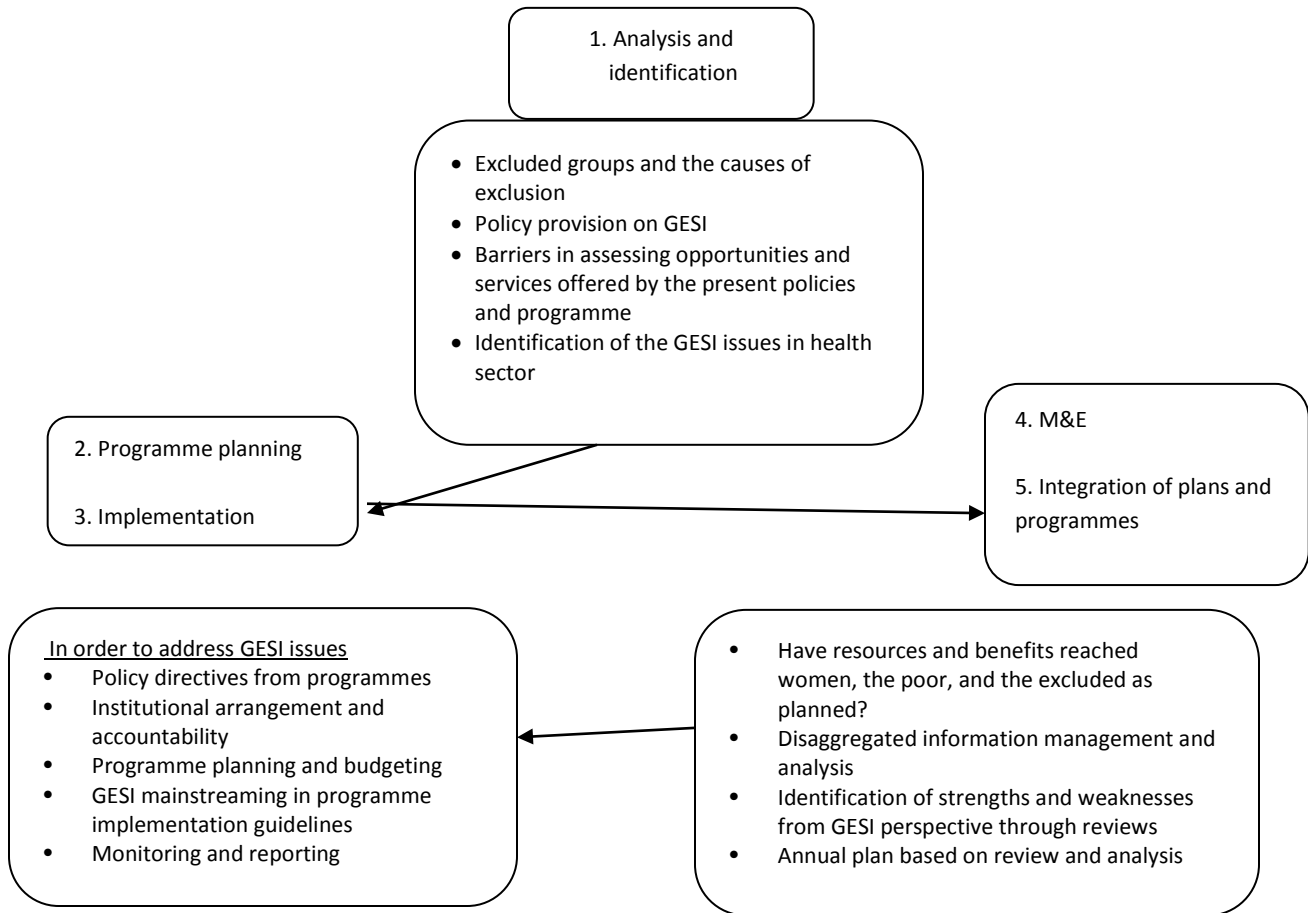 1. Analysis and
identification
• Excluded groups and the causes of
exclusion
• Policy provision on GESI
• Barriers in assessing opportunities and
services offered by the present policies
and programme
• Identification of the GESI issues in health
sector
2. Programme planning
3. Implementation
4. M&E
5. Integration of plans and
programmes
In order to address GESI issues
• Policy directives from programmes
• Institutional arrangement and
accountability
• Programme planning and budgeting
• GESI mainstreaming in programme
implementation guidelines
• Monitoring and reporting
• Have resources and benefits reached
women, the poor, and the excluded as
planned?
• Disaggregated information management and
analysis
• Identification of strengths and weaknesses
from GESI perspective through reviews
• Annual plan based on review and analysis